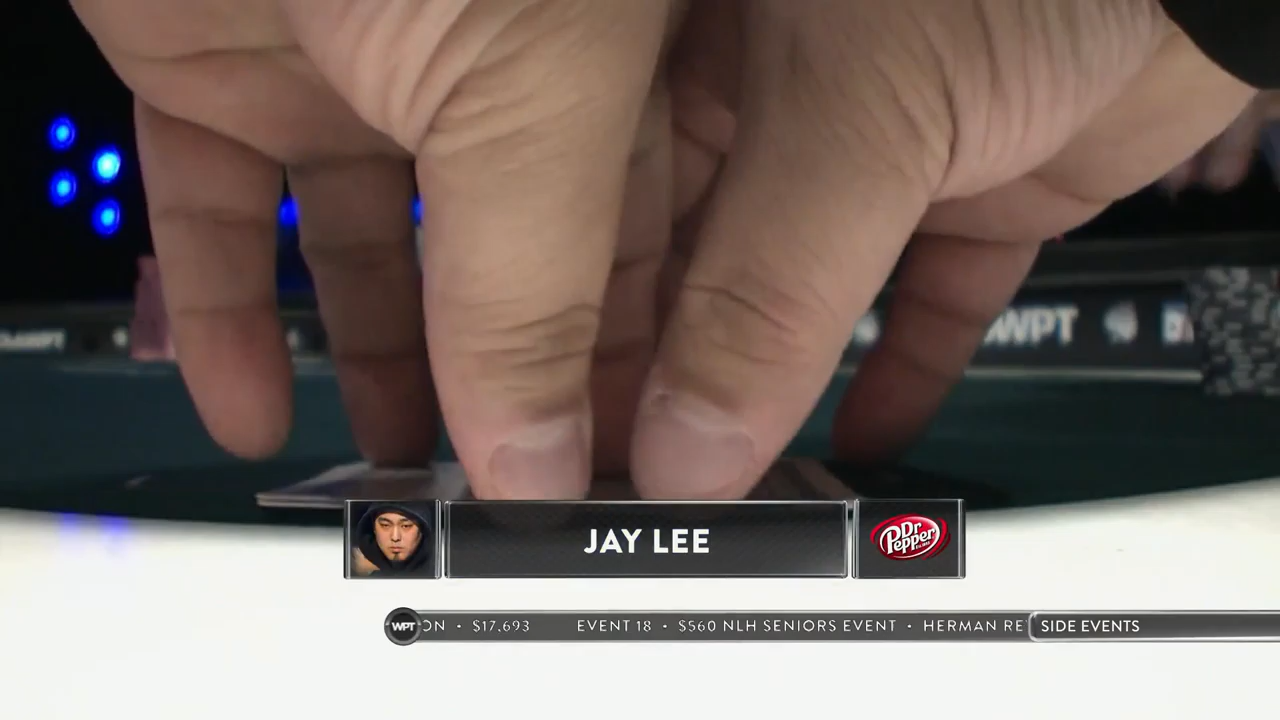 WPT
JAY LEE
Dr
Pepper
WPT
ON • $17,693 EVENT 18 • $560 NLH SENIORS EVENT • HERMAN RE
SIDE EVENTS